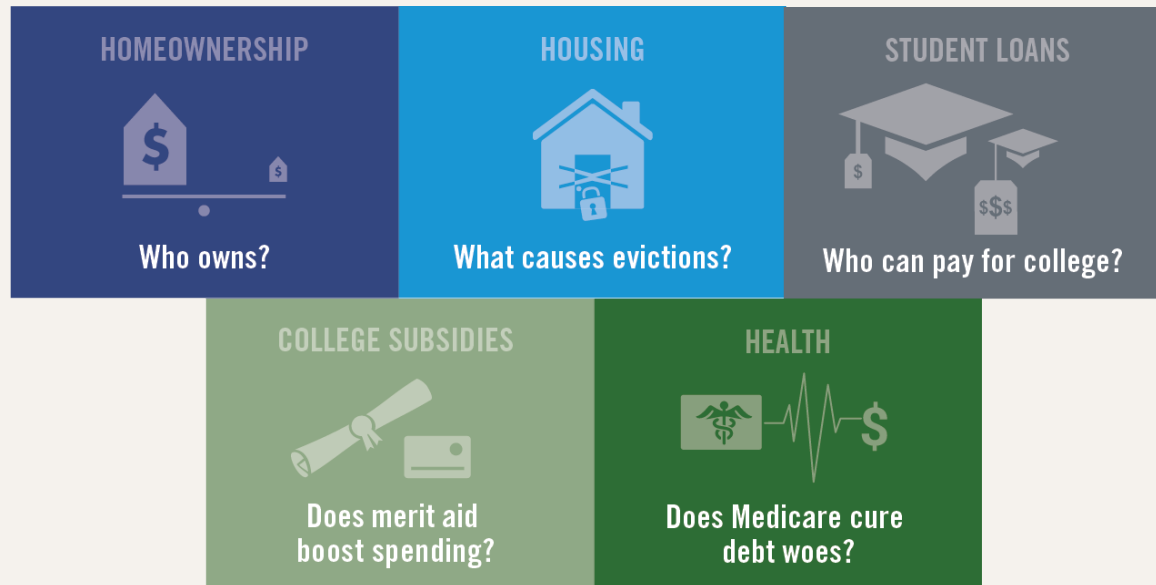 HOMEOWNERSHIP
$
$
Who owns?
HOUSING
What causes evictions?
STUDENT LOANS
$
$$$
Who can pay for college?
COLLEGE SUBSIDIES
Does merit aid
boost spending?
HEALTH
$
Does Medicare cure
debt woes?